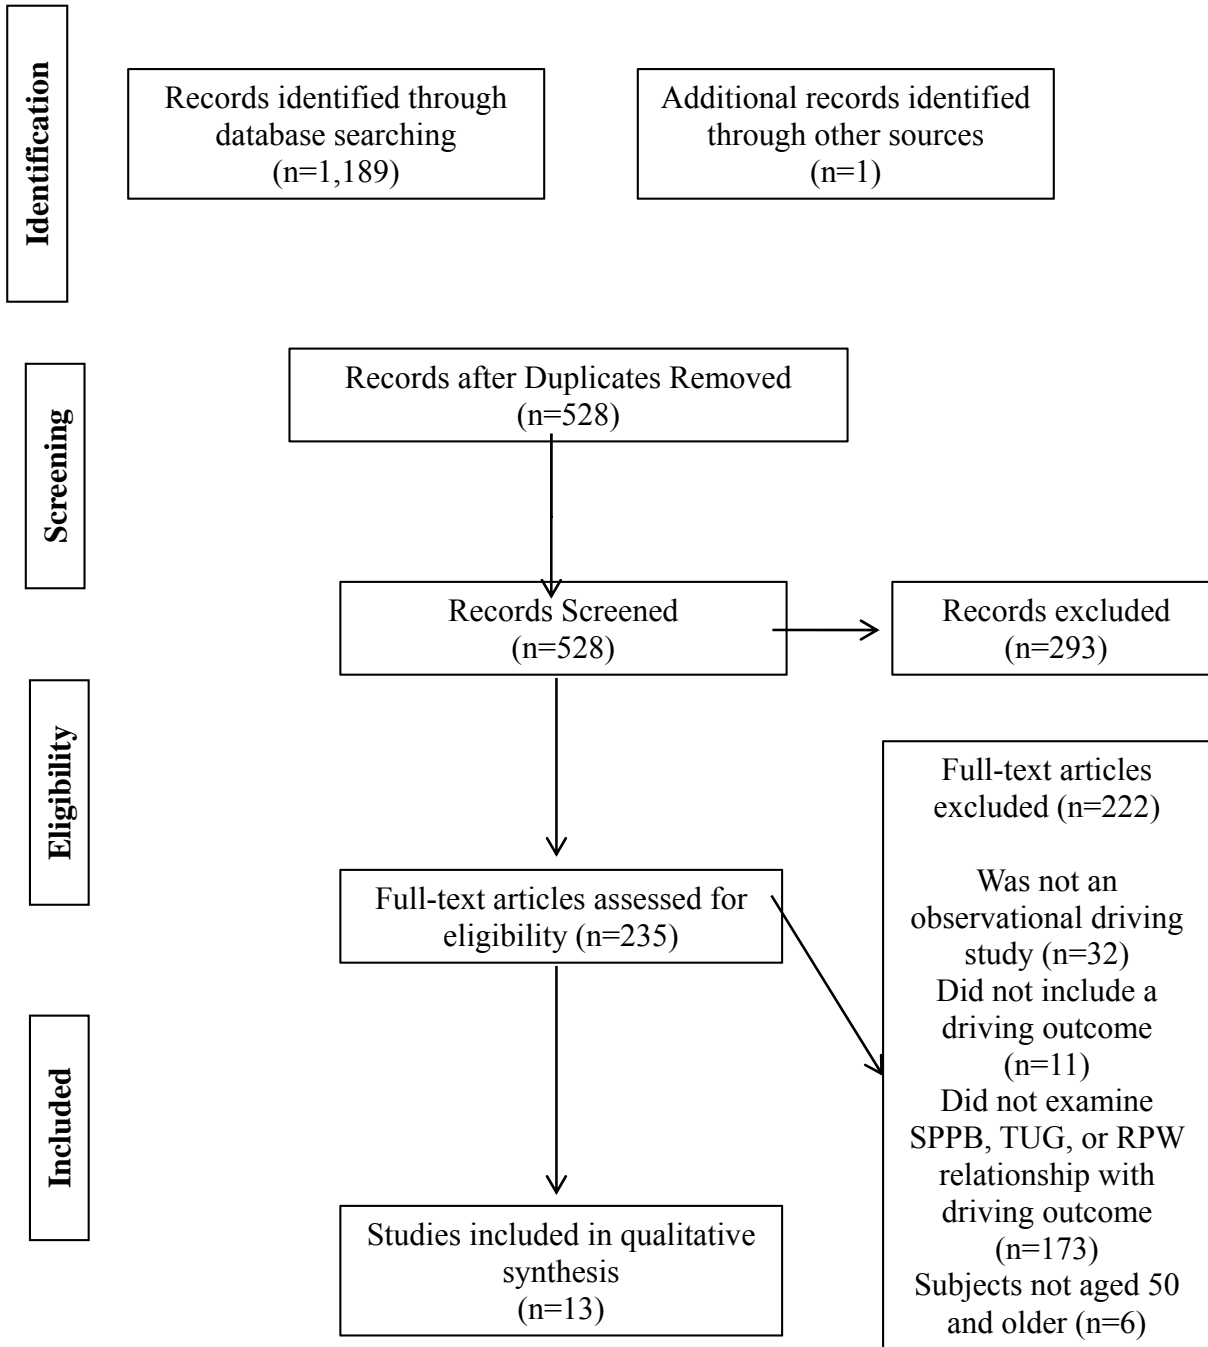 Identification
Records identified through
database searching
(n=1,189)
Additional records identified
through other sources
(n=1)
Screening
Records after Duplicates Removed
(n=528)
Records Screened
(n=528)
Records excluded
(n=293)
Eligibility
Full-text articles assessed for
eligibility (n=235)
Full-text articles
excluded (n=222)
Was not an
observational driving
study (n=32)
Did not include a
driving outcome
(n=11)
Did not examine
SPPB, TUG, or RPW
relationship with
driving outcome
(n=173)
Subjects not aged 50
and older (n=6)
Included
Studies included in qualitative
synthesis
(n=13)